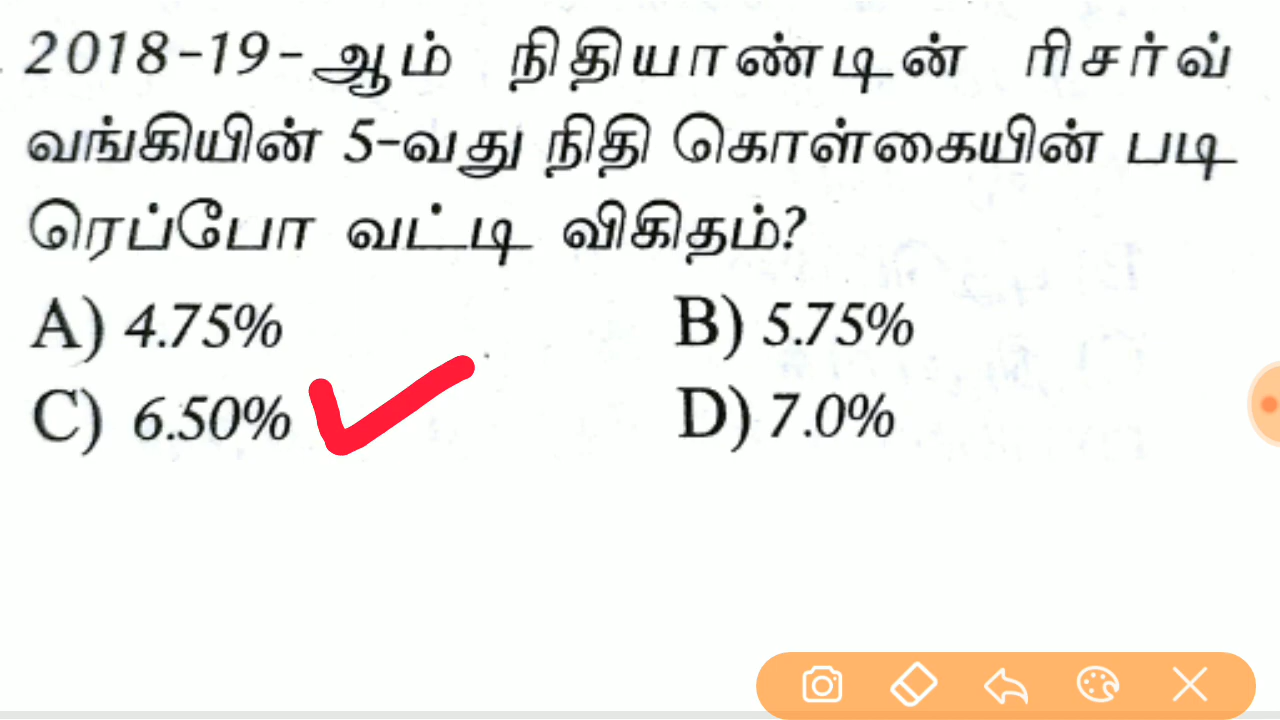 2018-19-ஆம் நிதியாண்டின் ரிசர்வ்
வங்கியின் 5-வது நிதி கொள்கையின் படி
ரெப்போ வட்டி விகிதம்?
A) 4.75% B) 5.75%
C) 6.50% D) 7.0%